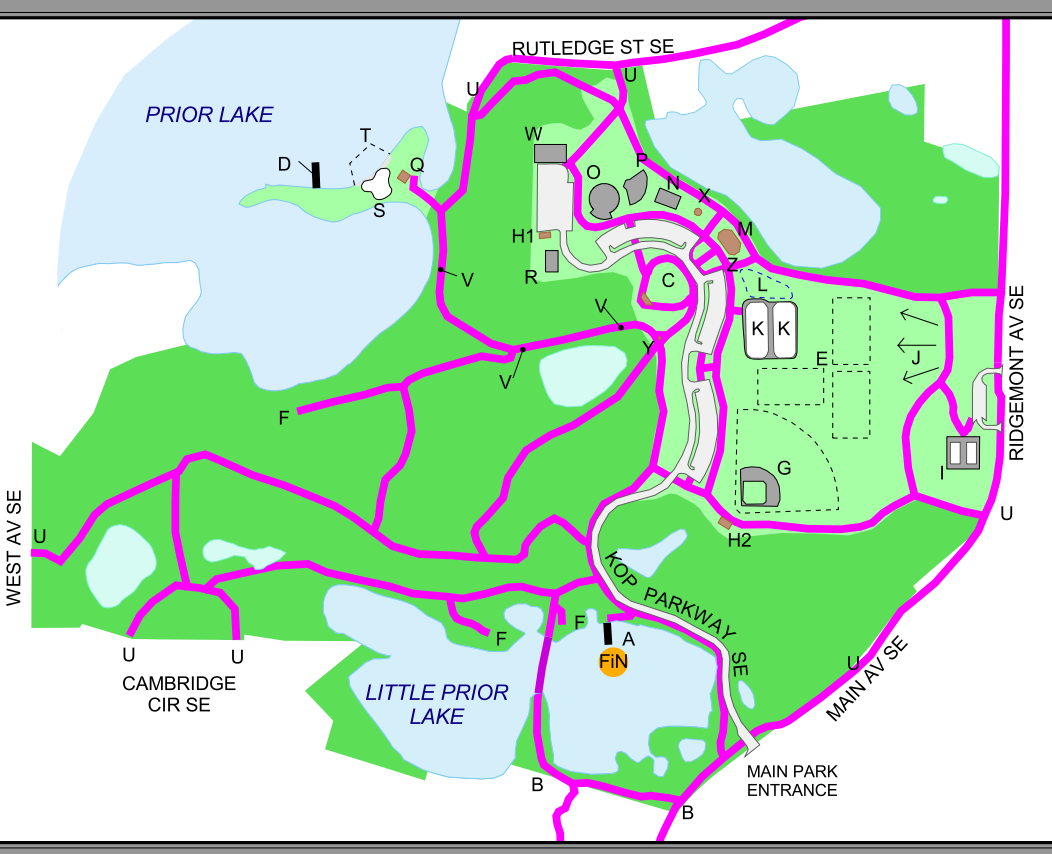 RUTLEDGE ST SE
U
U
PRIOR LAKE
T
W
D
Q
P
O
N
S
X
M
H1
Z
R
C
L
V
V
K K
E
J
Y
V
F
RIDGEMONT AV SE
G
I
U
WEST AV SE
U
H2
KOP PARKWAY SE
F
F
A
U
U
FiN
U
CAMBRIDGE
CIR SE
LITTLE PRIOR
LAKE
MAIN AV SE
MAIN PARK
ENTRANCE
B
B